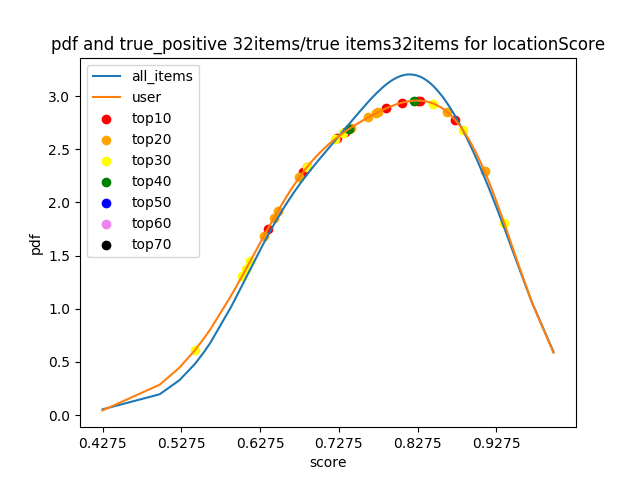 pdf and true_positive 32items/true items32items for locationScore
all_items
user
top10
top20
top30
top40
top50
top60
top70
pdf
3.0
2.5
2.0
1.5
1.0
0.5
0.0
0.4275 0.5275 0.6275 0.7275 0.8275 0.9275
score